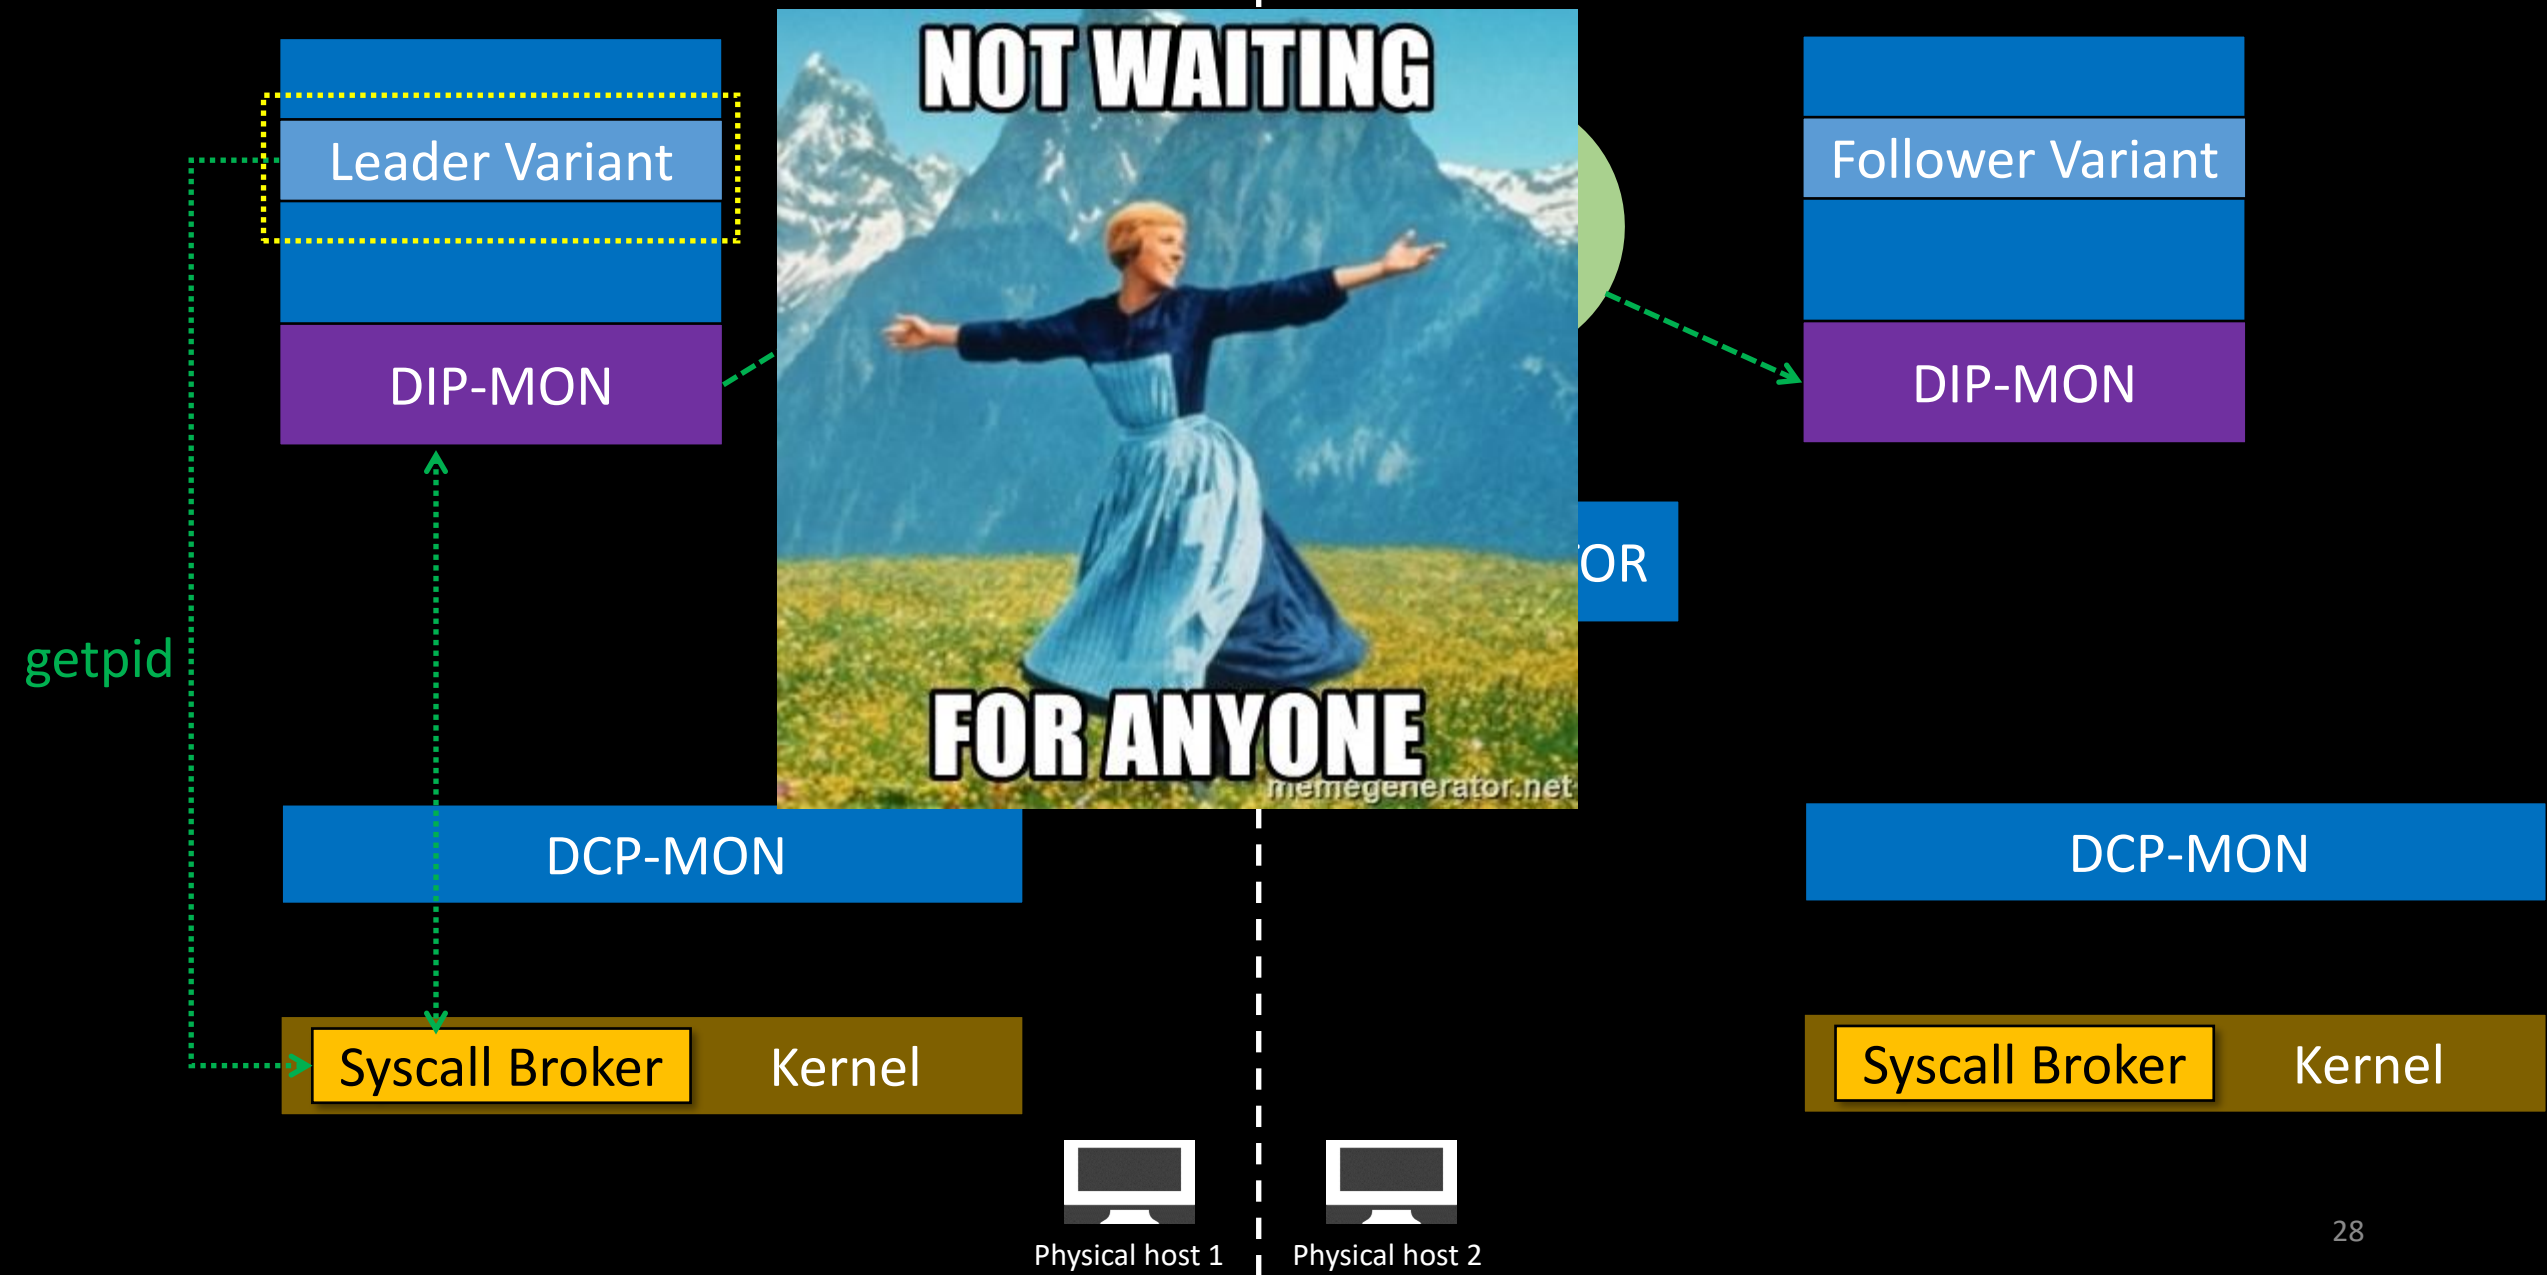 NOT WAITING
FOR ANYONE
memegenerator.net
Leader Variant
DIP-MON
getpid
DCP-MON
Syscall Broker
Kernel
Physical host 1
Follower Variant
DIP-MON
OR
DCP-MON
Syscall Broker
Kernel
Physical host 2
28